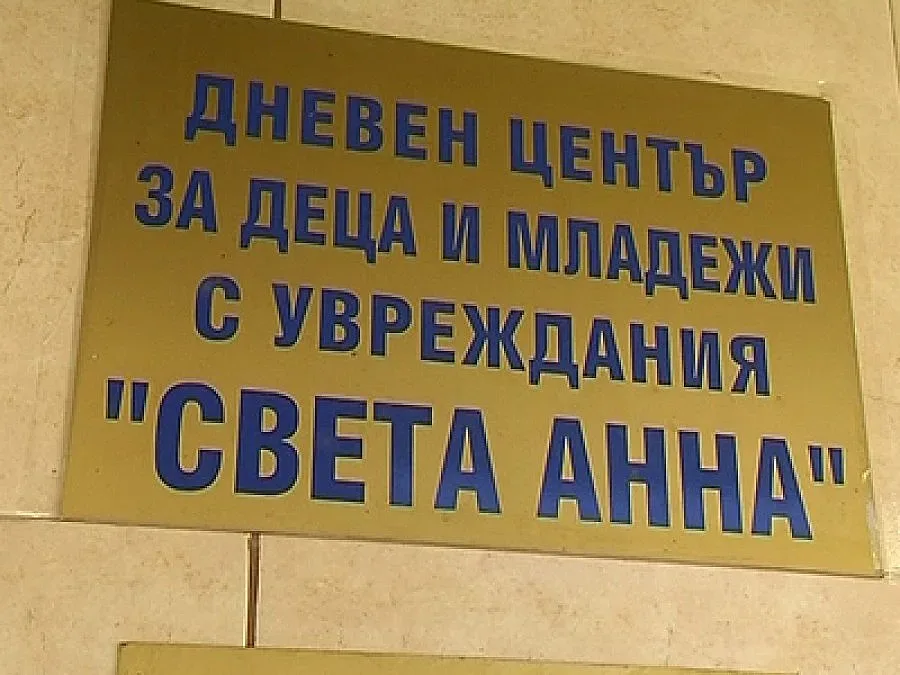 ДНЕВЕН ЦЕНТЪР
ЗА ДЕЦА И МЛАДЕЖИ
С УВРЕЖДАНИЯ
"СВЕТА АННА"